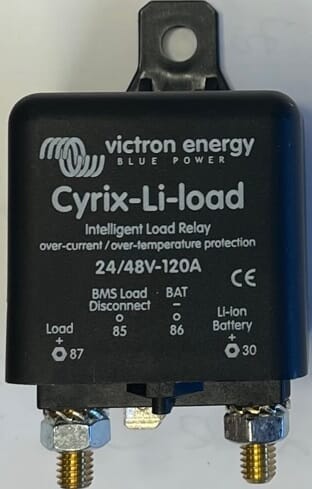 victron energy
BLUE POWER
Cyrix-Li-load
Intelligent Load Relay
over-current / over-temperature protection
24/48V-120A
CE
BMS Load
Disconnect
85
BAT
-
86
Load
+
87
Li-Ion
Battery
+
30